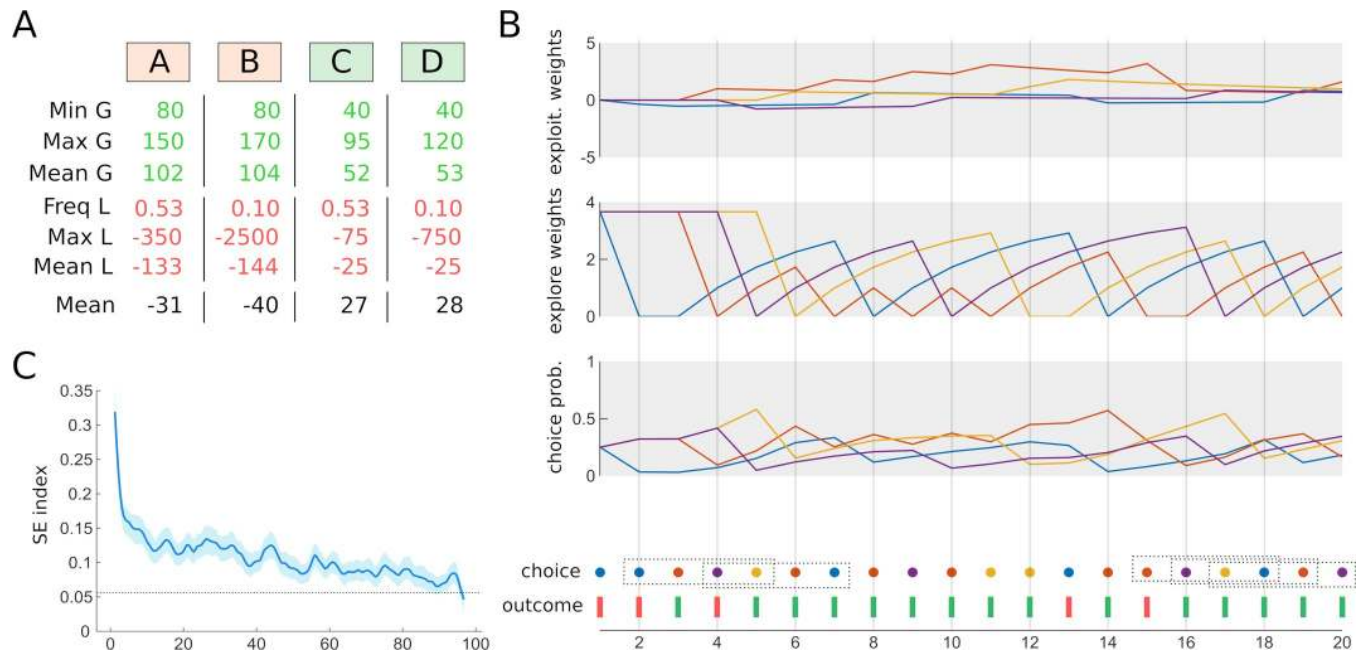 A
A B C D
Min G 80 80 40 40
Max G 150 170 95 120
Mean G 102 104 52 53
Freq L 0.53 0.10 0.53 0.10
Max L -350 -2500 -75 -750
Mean L -133 -144 -25 -25
Mean -31 -40 27 28
B
exploit. weights
5
0
-5
explore weights
4
2
0
choice prob.
1
0.5
0
choice
outcome
2 4 6 8 10 12 14 16 18 20
C
SE index
0.35
0.3
0.25
0.2
0.15
0.1
0.05
0
0 20 40 60 80 100